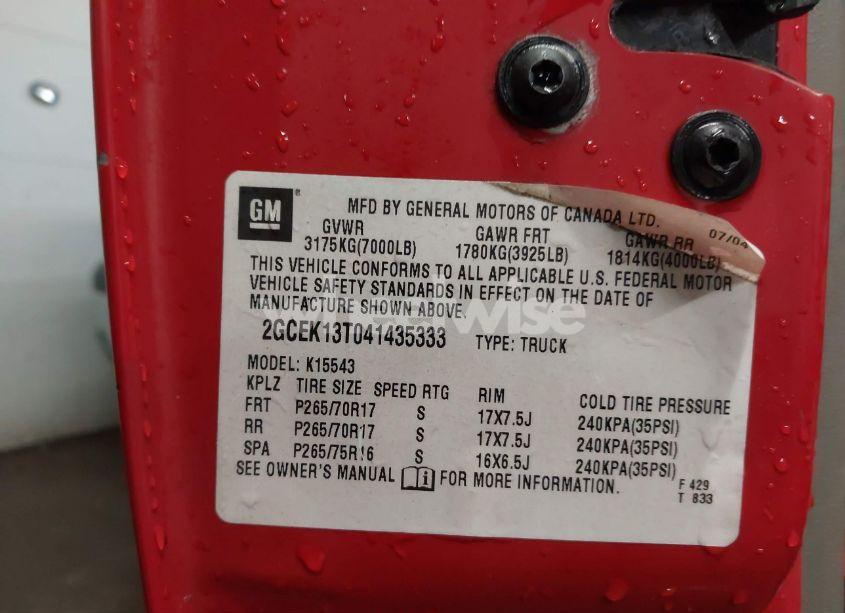 GM ®
MFD BY GENERAL MOTORS OF CANADA LTD. 07/04
GVWR GAWR FRT GAWR RR
3175KG(7000LB) 1780KG(3925LB) 1814KG(4000LB)
THIS VEHICLE CONFORMS TO ALL APPLICABLE U.S. FEDERAL MOTOR
VEHICLE SAFETY STANDARDS IN EFFECT ON THE DATE OF
MANUFACTURE SHOWN ABOVE.
wheelwise
2GCEK13T041435333 TYPE: TRUCK
MODEL: K15543
KPLZ TIRE SIZE SPEED RTG RIM COLD TIRE PRESSURE
FRT P265/70R17 S 17X7.5J 240KPA(35PSI)
RR P265/70R17 S 17X7.5J 240KPA(35PSI)
SPA P265/75R16 S 16X6.5J 240KPA(35PSI)
SEE OWNER'S MANUAL FOR MORE INFORMATION.
F 429
T 833